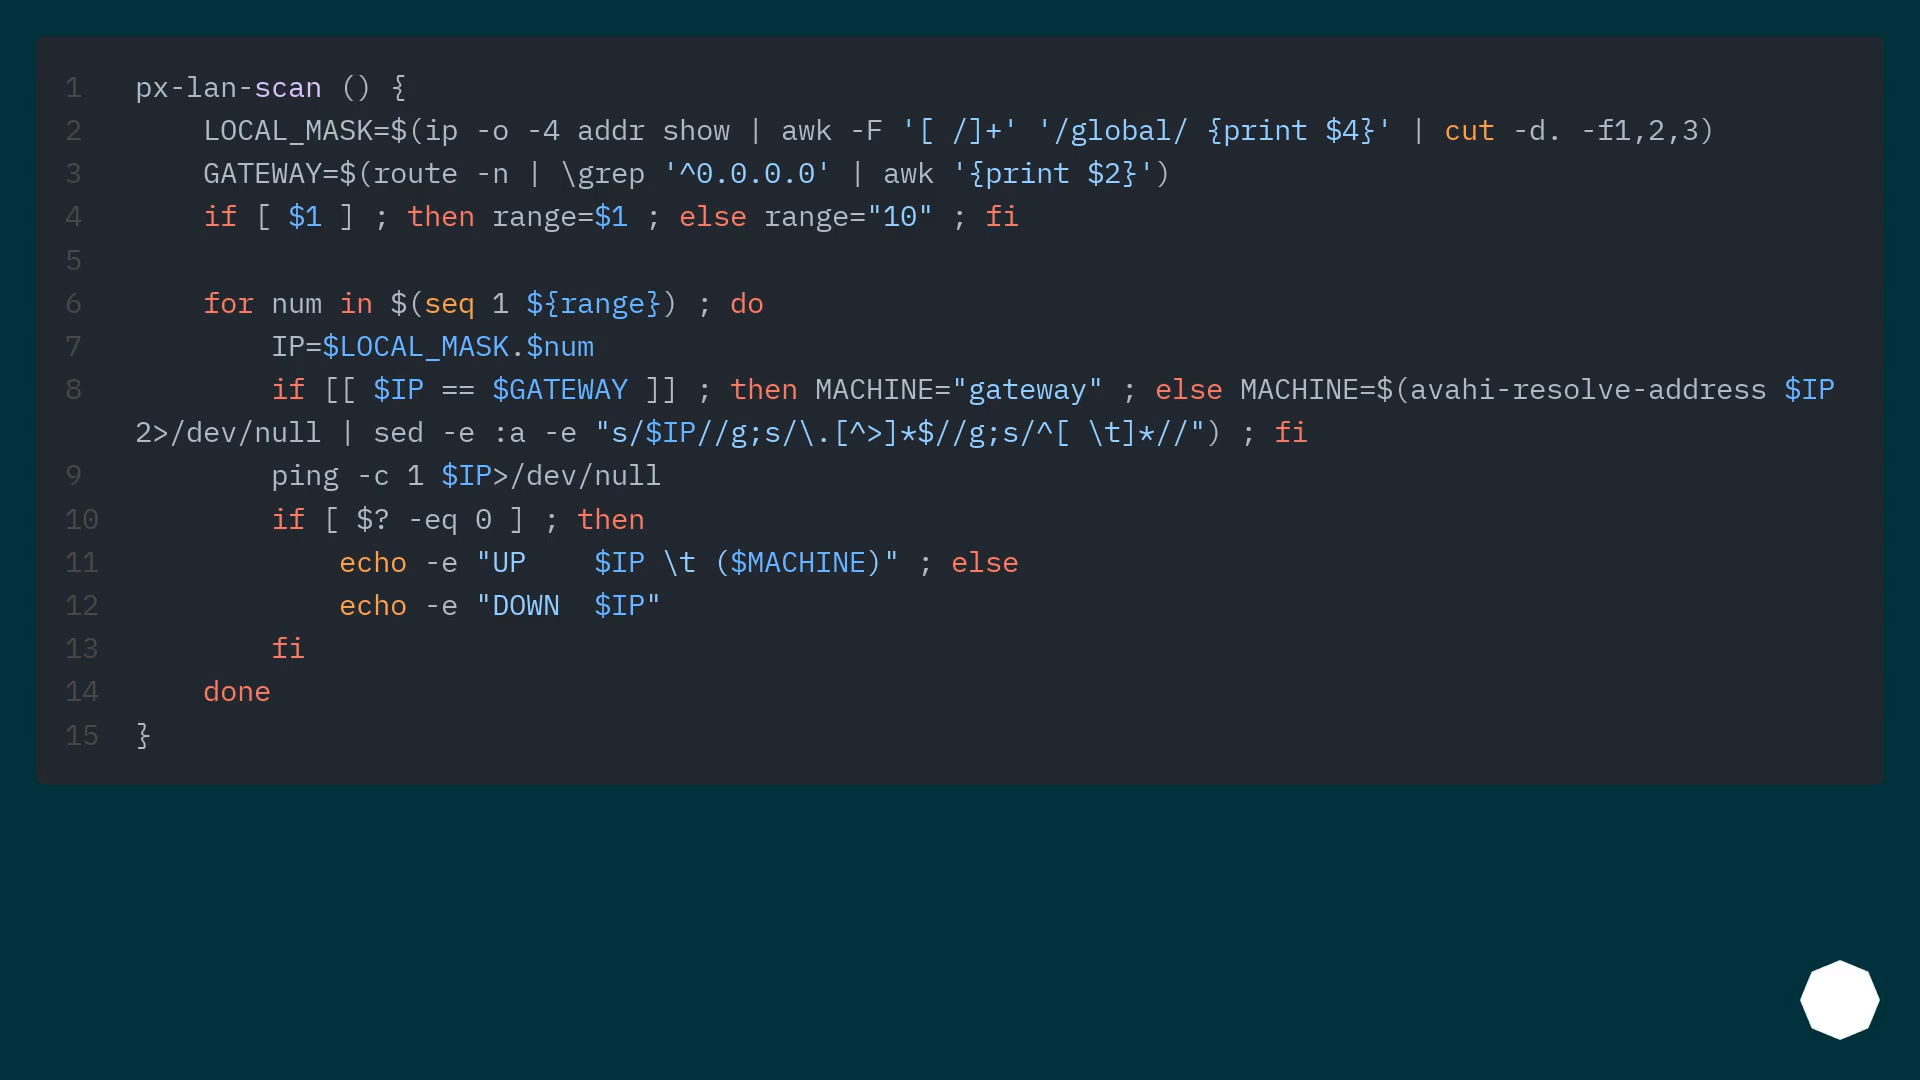 1 px-lan-scan () {
2     LOCAL_MASK=$(ip -o -4 addr show | awk -F '[ /]+' '/global/ {print $4}' | cut -d. -f1,2,3)
3     GATEWAY=$(route -n | \grep '^0.0.0.0' | awk '{print $2}')
4     if [ $1 ] ; then range=$1 ; else range="10" ; fi
5
6     for num in $(seq 1 ${range}) ; do
7         IP=$LOCAL_MASK.$num
8         if [[ $IP == $GATEWAY ]] ; then MACHINE="gateway" ; else MACHINE=$(avahi-resolve-address $IP
2>/dev/null | sed -e :a -e "s/$IP//g;s/\.[^>]*$//g;s/^[ \t]*//") ; fi
9         ping -c 1 $IP>/dev/null
10         if [ $? -eq 0 ] ; then
11             echo -e "UP    $IP \t ($MACHINE)" ; else
12             echo -e "DOWN  $IP"
13         fi
14     done
15 }